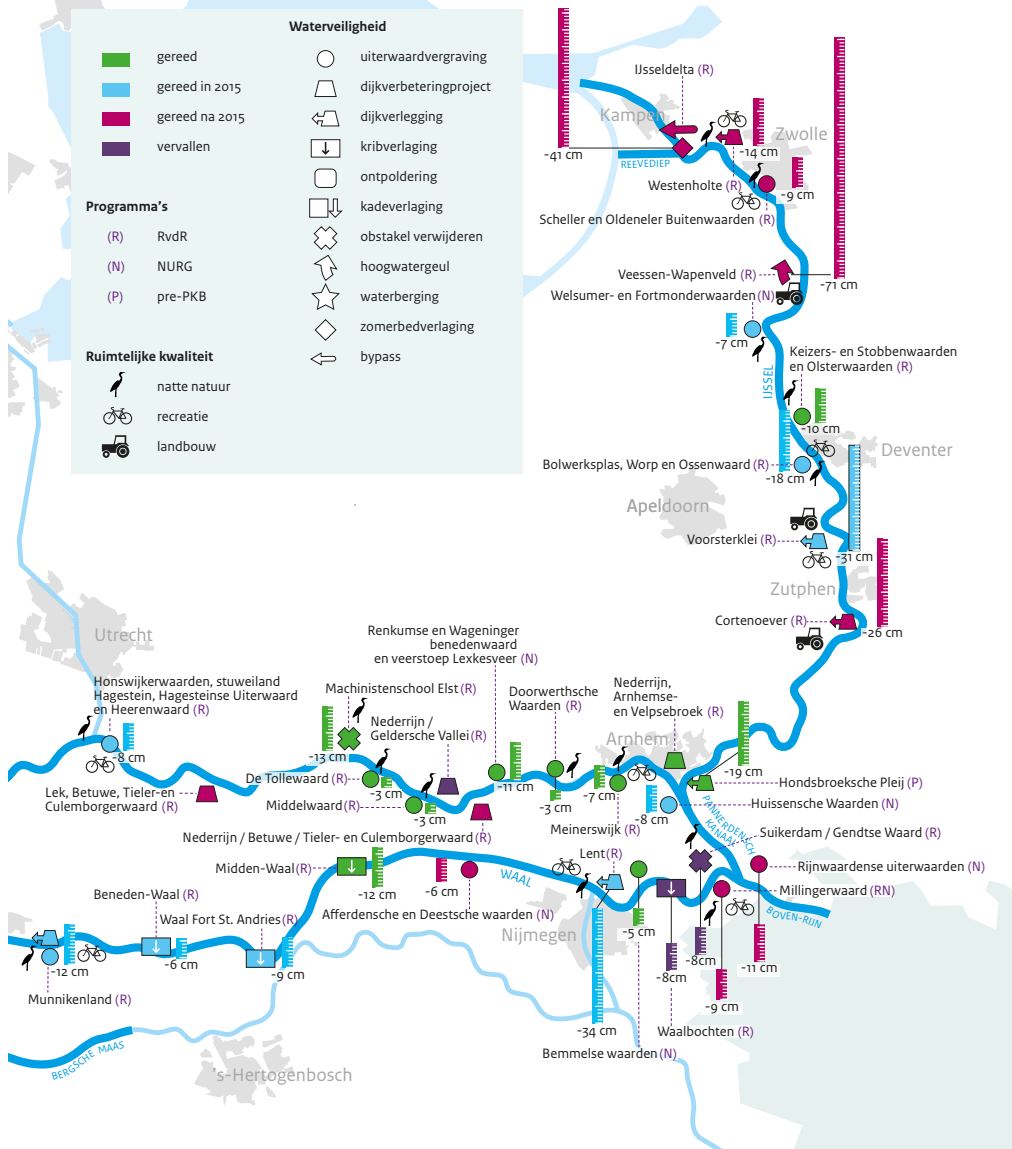 Waterveiligheid
gereed
gereed in 2015
gereed na 2015
vervallen
Programma's
(R) RvdR
(N) NURG
(P) pre-PKB
Ruimtelijke kwaliteit
natte natuur
recreatie
landbouw
uiterwaardvergraving
dijkverbeteringproject
dijkverlegging
kribverlaging
ontpoldering
kadeverlaging
obstakel verwijderen
hoogwatergeul
waterberging
zomerbedverlaging
bypass
IJsseldelta (R)
Kampen
Zwolle
-41 cm
-14 cm
REEVEDIEP
Westenholte (R)
-9 cm
Scheller en Oldeneler Buitenwaarden (R)
Veessen-Wapenveld (R)
-71 cm
Welsumer- en Fortmonderwaarden (N)
-7 cm
Keizers- en Stobbenwaarden
en Olsterwaarden (R)
IJSSEL
-10 cm
Deventer
Bolwerksplas, Worp en Ossenwaard (R)
-18 cm
Apeldoorn
Voorsterklei (R)
-31 cm
Zutphen
Cortenoever (R)
-26 cm
Utrecht
Renkumse en Wageninger
benedenwaard
en veerstoep Lexkesveer (N)
Honswijkerwaarden, stuweiland
Hagestein, Hagesteinse Uiterwaard
en Heerenwaard (R)
-8 cm
Machinistenschool Elst (R)
Doorwerthsche
Waarden (R)
Nederrijn,
Arnhemse-
en Velpsebroek (R)
Nederrijn /
Geldersche Vallei (R)
Arnhem
-13 cm
-19 cm
De Tollewaard (R)
-3 cm
-11 cm
-3 cm
-7 cm
Hondsbroeksche Pleij (P)
Lek, Betuwe, Tieler- en
Culemborgerwaard (R)
Middelwaard (R)
-3 cm
-8 cm
Huissensche Waarden (N)
PANNERDENSCH
KANAAL
Meinerswijk (R)
Nederrijn / Betuwe / Tieler- en Culemborgerwaard (R)
Suikerdam / Gendtse Waard (R)
Lent (R)
Midden-Waal (R)
-12 cm
-6 cm
WAAL
Rijnwaardense uiterwaarden (N)
Millingerwaard (RN)
BOVEN-RIJN
Beneden-Waal (R)
Waal Fort St. Andries (R)
Afferdensche en Deestsche waarden (N)
Nijmegen
-5 cm
-8cm
-8cm
-11 cm
-12 cm
-6 cm
-9 cm
-9 cm
Munnikenland (R)
-34 cm
Waalbochten (R)
Bemmelse waarden (N)
BERGSCHE MAAS
's-Hertogenbosch